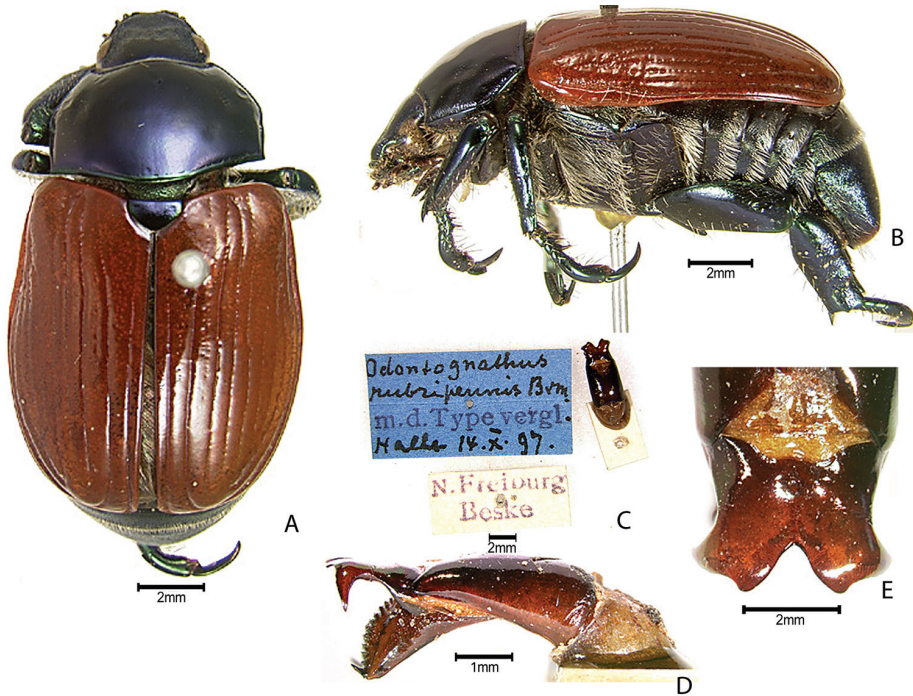 A
2mm
B
2mm
Odontognathus
rubripennis Brm
m.d. Type vergl.
Halle 14. X. 97.
N. Freiburg
Beske
C
2mm
D
1mm
E
2mm